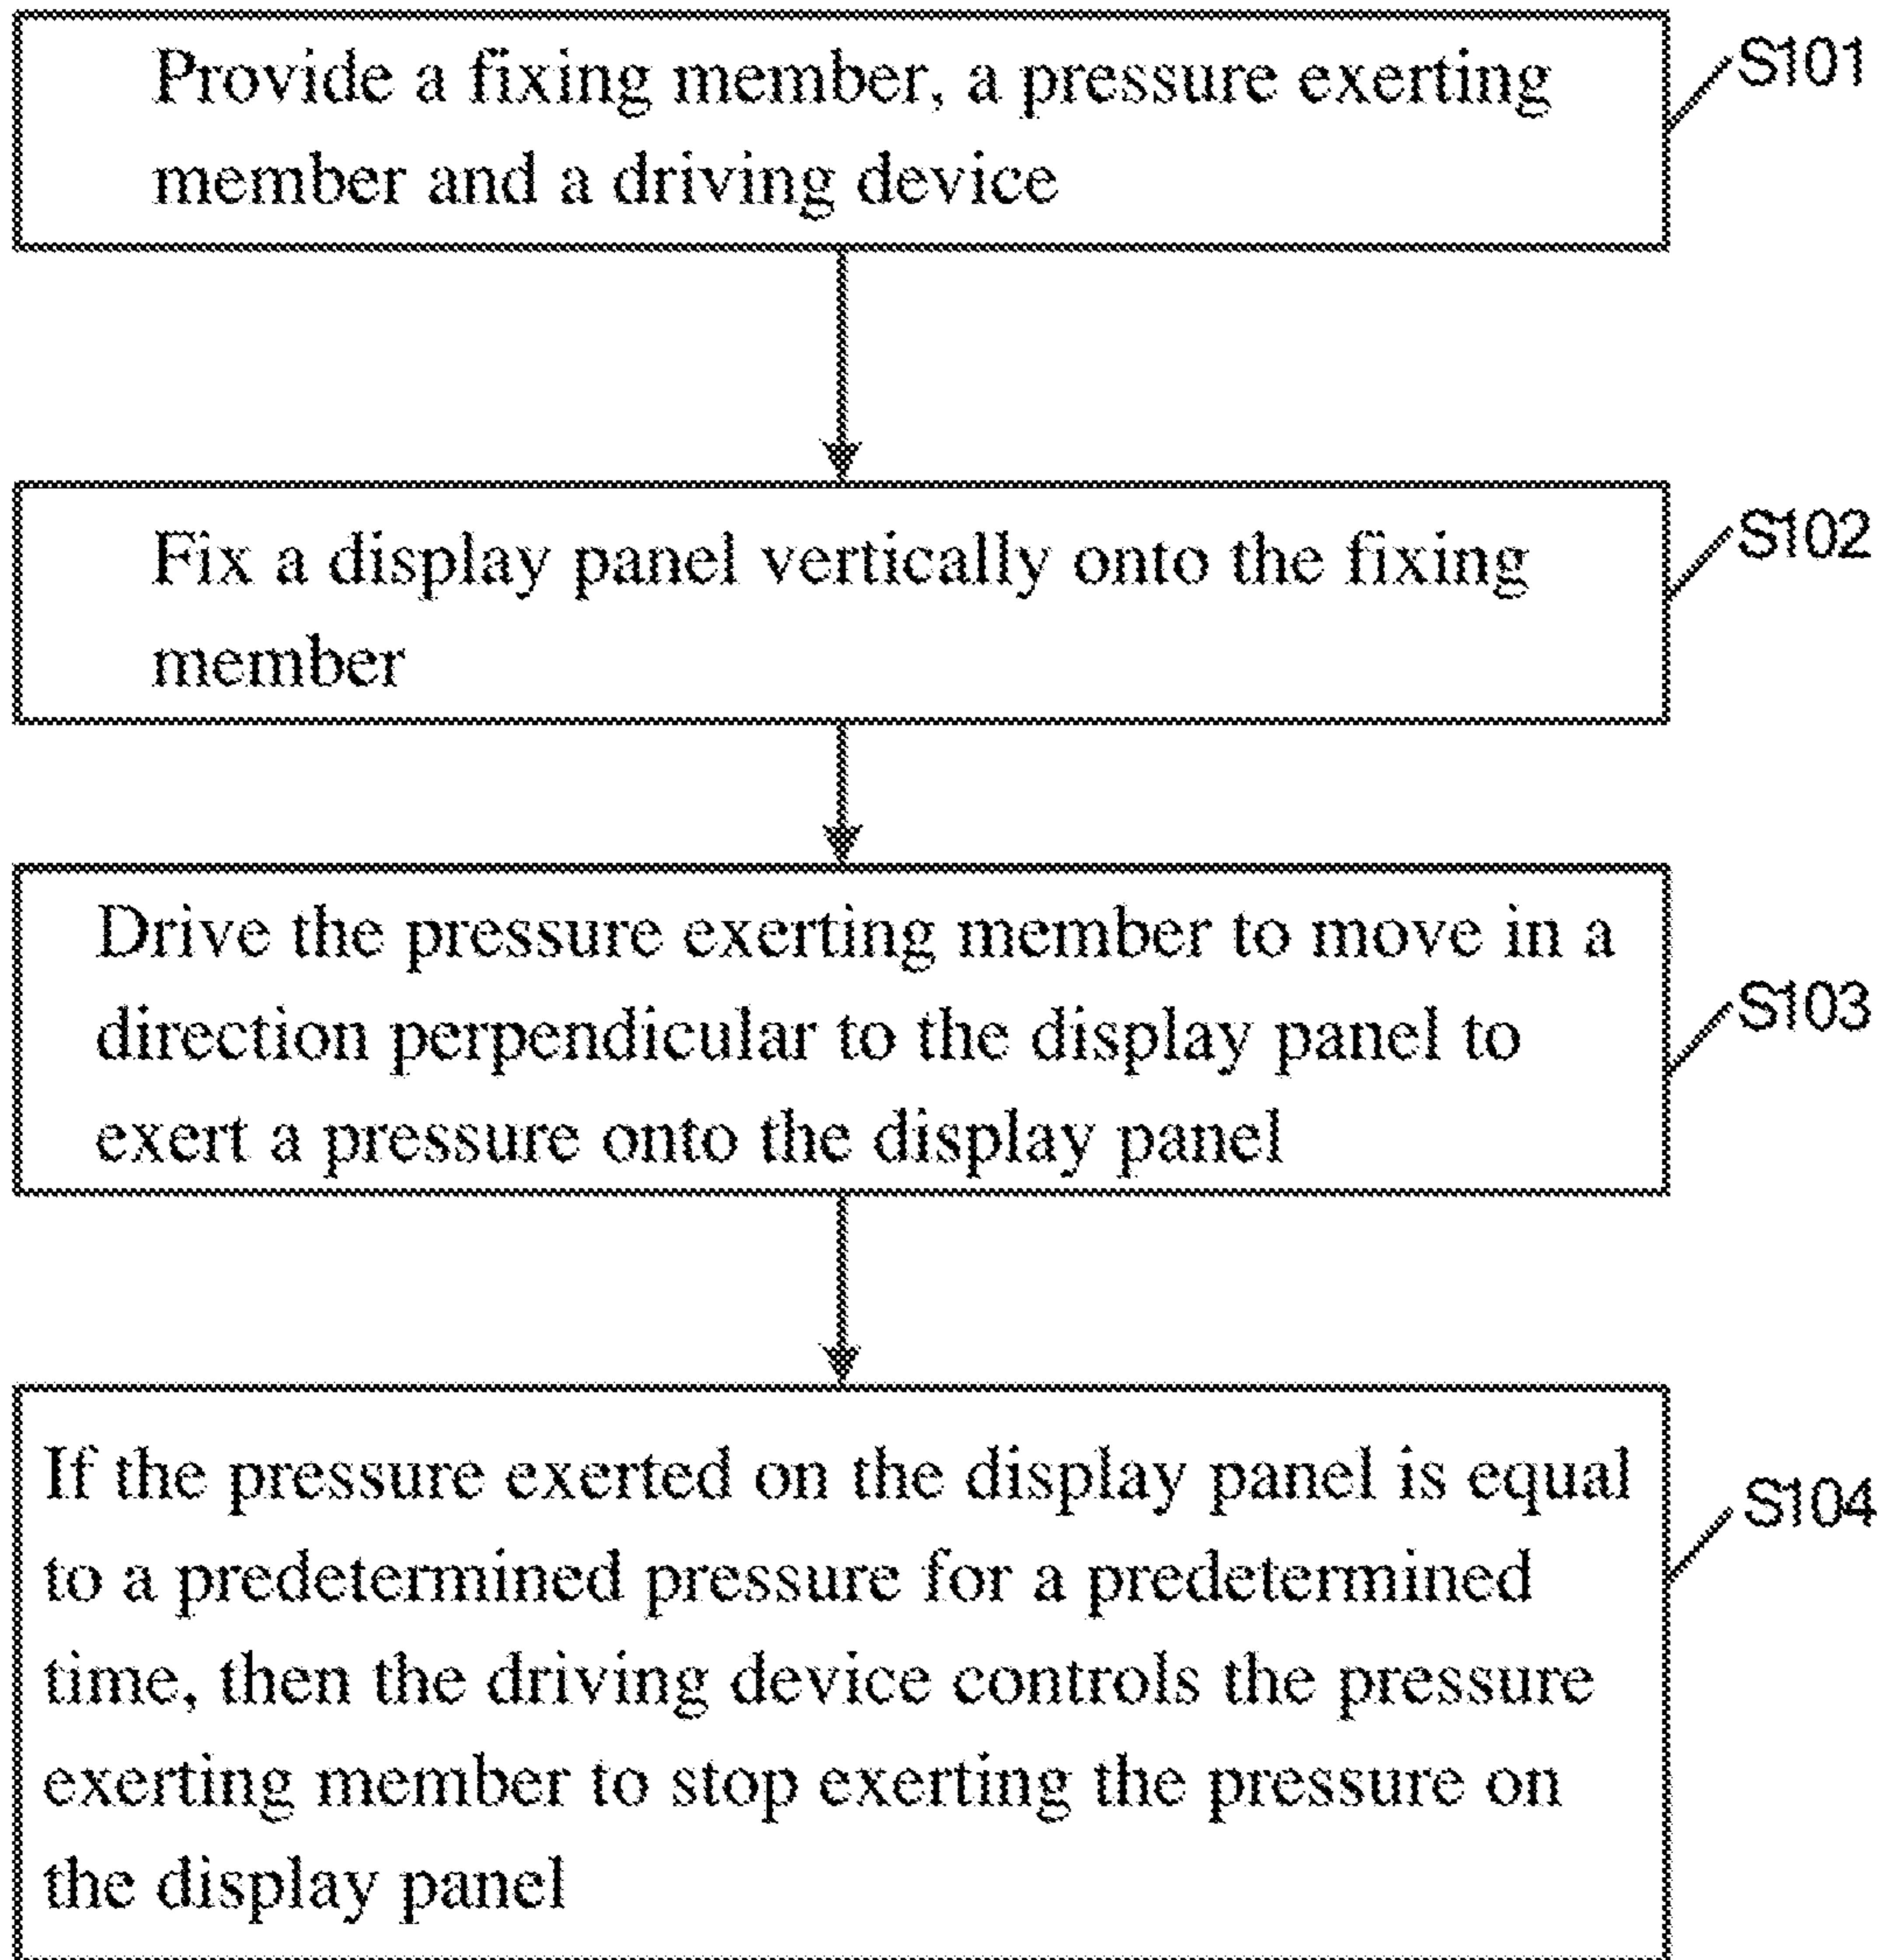 Provide a fixing member, a pressure exerting
member and a driving device
S101
Fix a display panel vertically onto the fixing
member
S102
Drive the pressure exerting member to move in a
direction perpendicular to the display panel to
exert a pressure onto the display panel
S103
If the pressure exerted on the display panel is equal
to a predetermined pressure for a predetermined
time, then the driving device controls the pressure
exerting member to stop exerting the pressure on
the display panel
S104